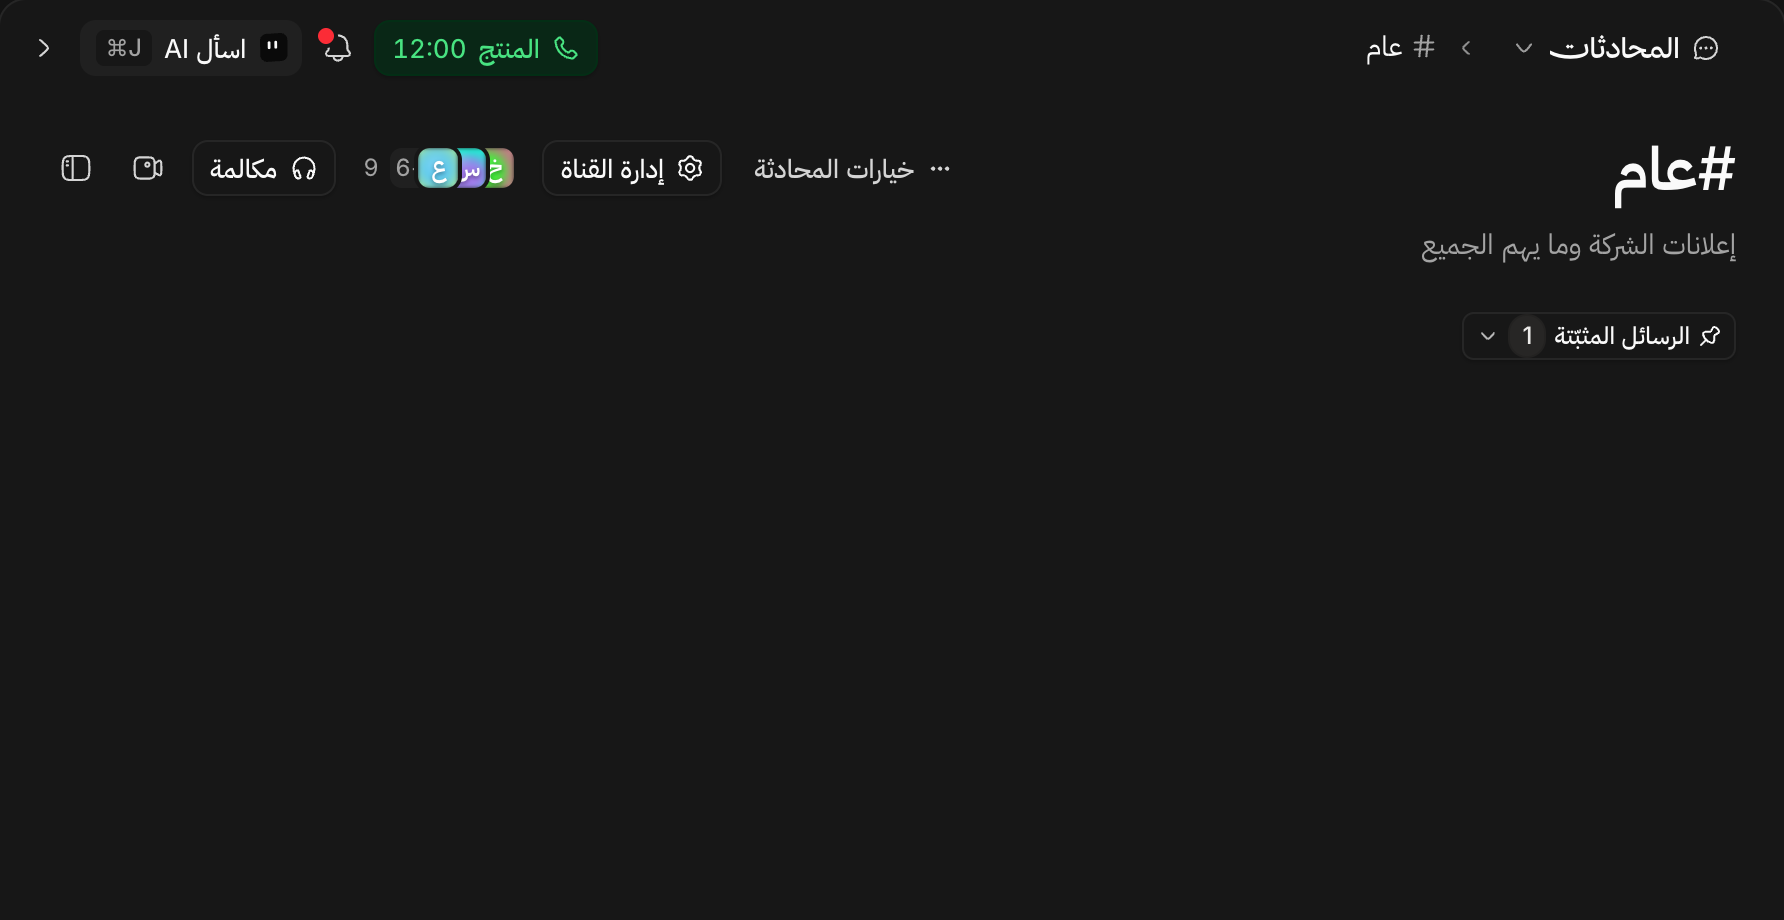 المحادثات # عام المنتج 12:00 اسأل AI ⌘J
#عام
خيارات المحادثة إدارة القناة خ س ع 9 مكالمة
إعلانات الشركة وما يهم الجميع
الرسائل المثبّتة 1